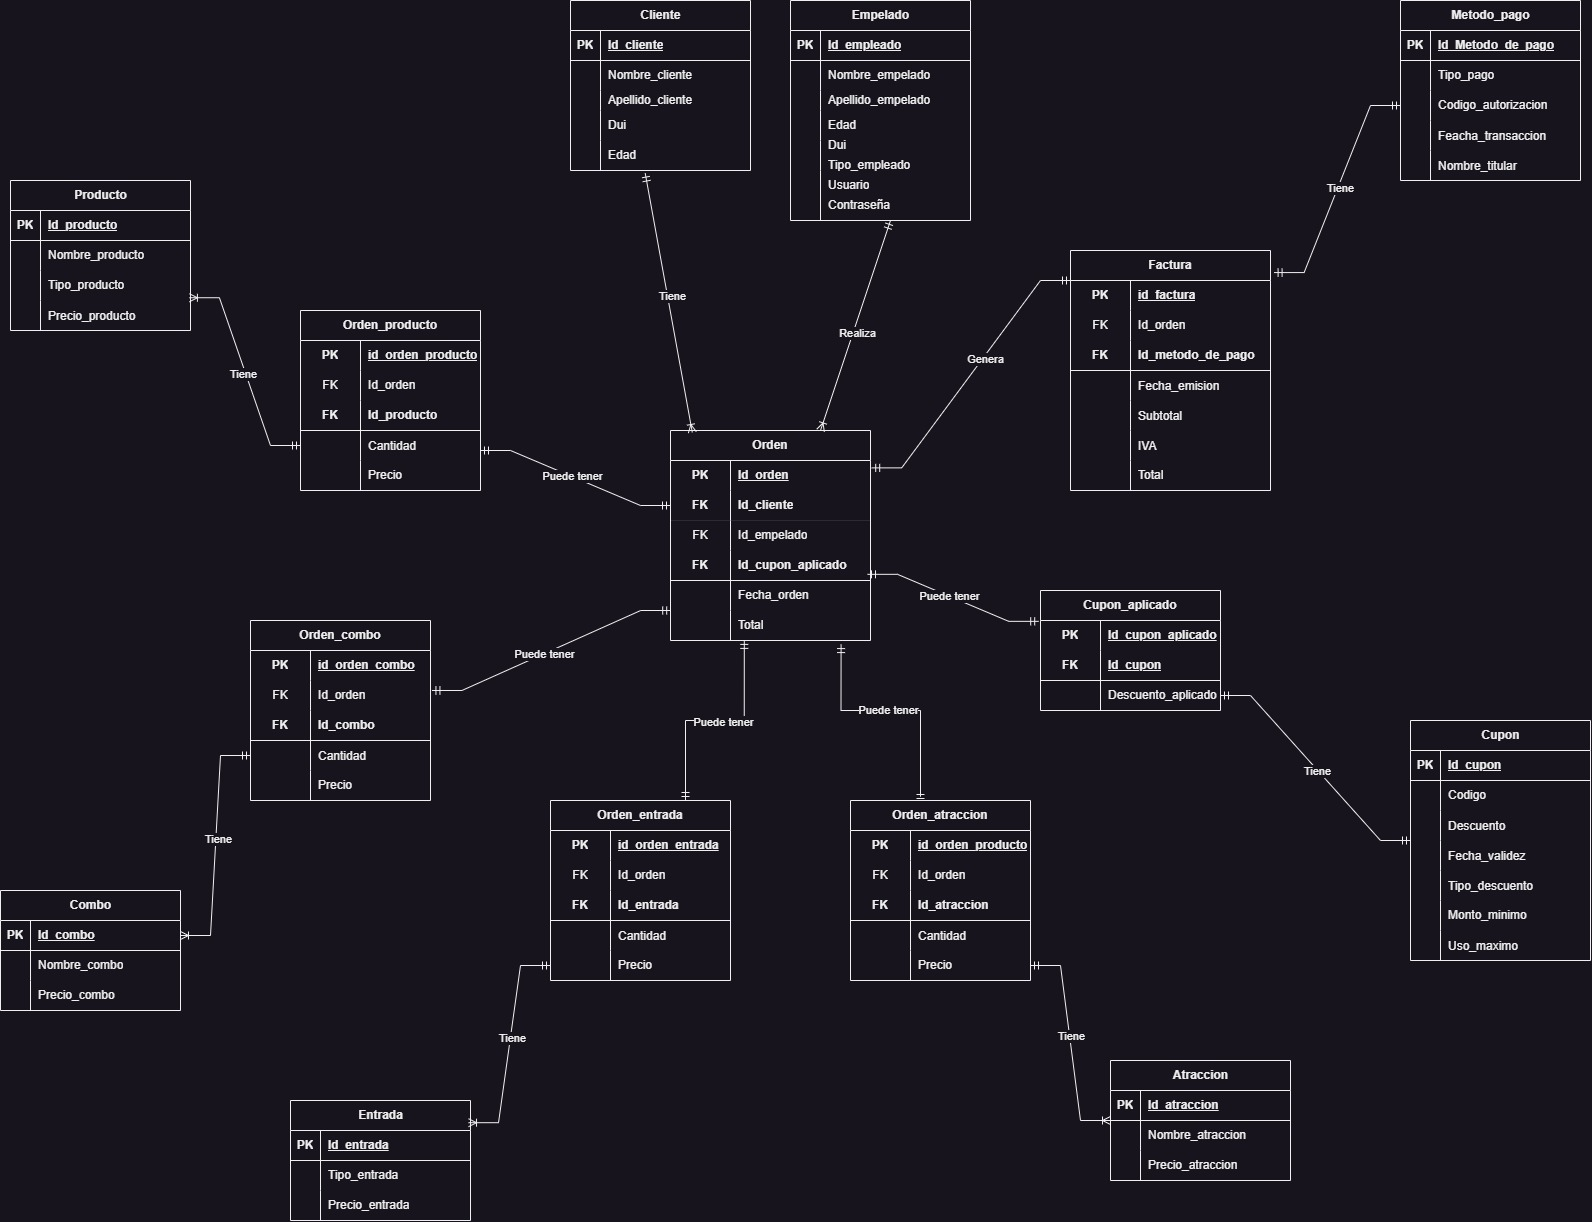 Cliente
PK Id_cliente
Nombre_cliente
Apellido_cliente
Dui
Edad
Empelado
PK Id_empleado
Nombre_empelado
Apellido_empelado
Edad
Dui
Tipo_empleado
Usuario
Contraseña
Metodo_pago
PK Id_Metodo_de_pago
Tipo_pago
Codigo_autorizacion
Feacha_transaccion
Nombre_titular
Tiene
Producto
PK Id_producto
Nombre_producto
Tipo_producto
Precio_producto
Tiene
Orden_producto
PK id_orden_producto
FK Id_orden
FK Id_producto
Cantidad
Precio
Puede tener
Tiene
Realiza
Genera
Factura
PK id_factura
FK Id_orden
FK Id_metodo_de_pago
Fecha_emision
Subtotal
IVA
Total
Orden
PK Id_orden
FK Id_cliente
FK Id_empelado
FK Id_cupon_aplicado
Fecha_orden
Total
Puede tener
Cupon_aplicado
PK Id_cupon_aplicado
FK Id_cupon
Descuento_aplicado
Tiene
Cupon
PK Id_cupon
Codigo
Descuento
Fecha_validez
Tipo_descuento
Monto_minimo
Uso_maximo
Orden_combo
PK id_orden_combo
FK Id_orden
FK Id_combo
Cantidad
Precio
Puede tener
Tiene
Combo
PK Id_combo
Nombre_combo
Precio_combo
Puede tener
Puede tener
Orden_entrada
PK id_orden_entrada
FK Id_orden
FK Id_entrada
Cantidad
Precio
Orden_atraccion
PK id_orden_producto
FK Id_orden
FK Id_atraccion
Cantidad
Precio
Tiene
Tiene
Entrada
PK Id_entrada
Tipo_entrada
Precio_entrada
Atraccion
PK Id_atraccion
Nombre_atraccion
Precio_atraccion